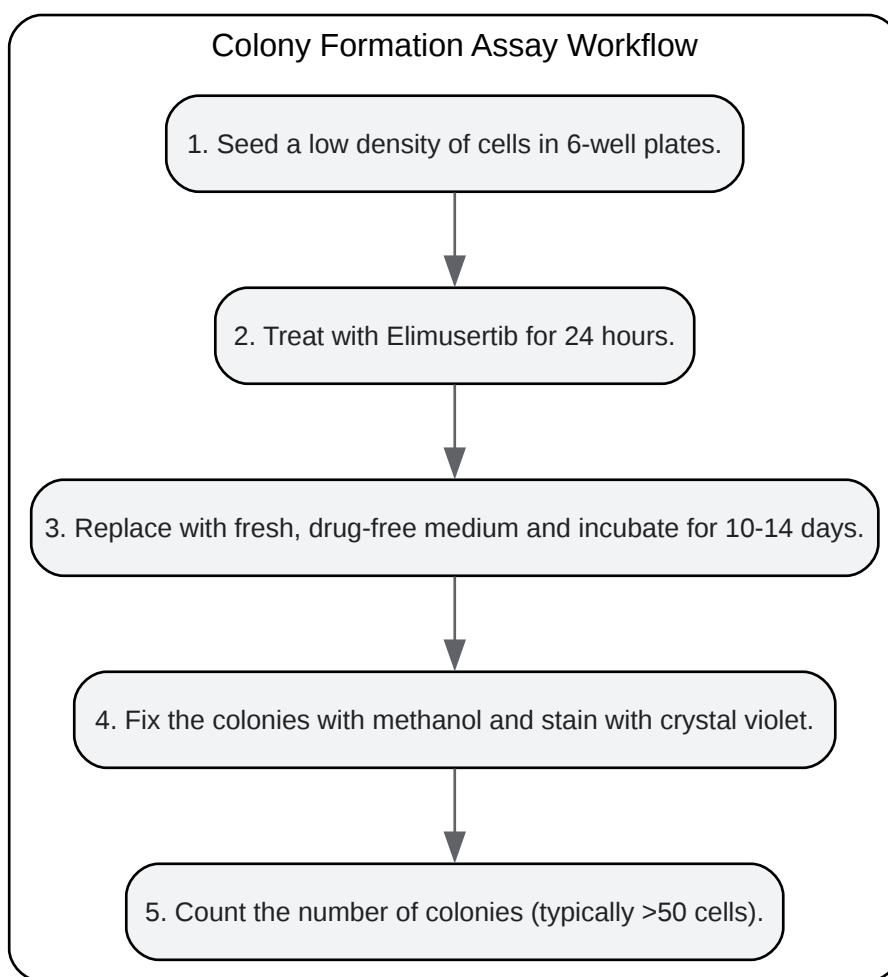 Colony Formation Assay Workflow
1. Seed a low density of cells in 6-well plates.
2. Treat with Elimusertib for 24 hours.
3. Replace with fresh, drug-free medium and incubate for 10-14 days.
4. Fix the colonies with methanol and stain with crystal violet.
5. Count the number of colonies (typically >50 cells).